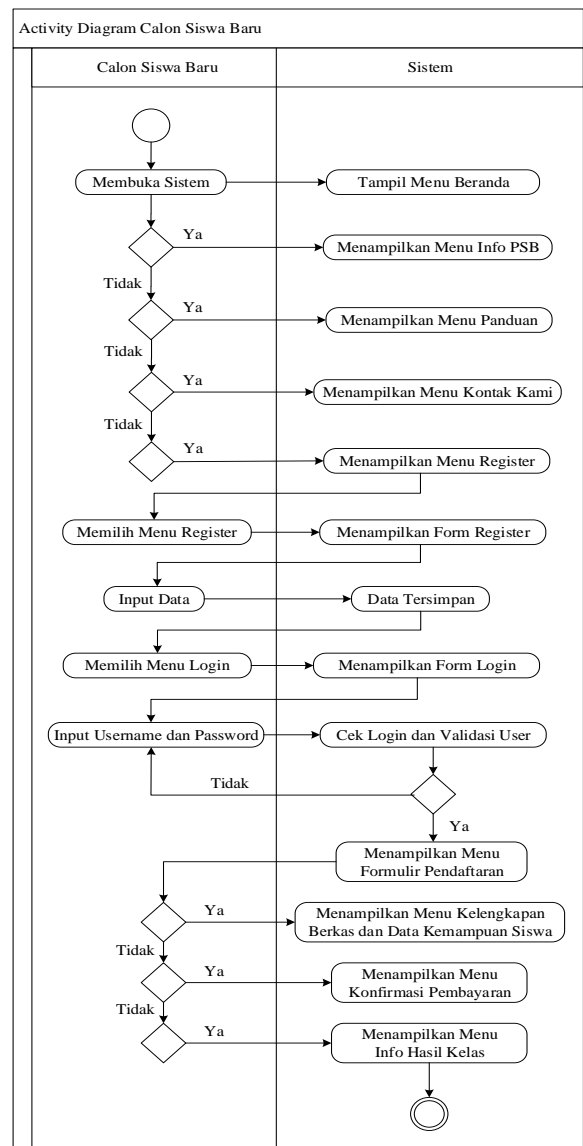 Activity Diagram Calon Siswa Baru
Calon Siswa Baru
Sistem
Membuka Sistem
Tampil Menu Beranda
Ya
Menampilkan Menu Info PSB
Tidak
Ya
Menampilkan Menu Panduan
Tidak
Ya
Menampilkan Menu Kontak Kami
Tidak
Ya
Menampilkan Menu Register
Memilih Menu Register
Menampilkan Form Register
Input Data
Data Tersimpan
Memilih Menu Login
Menampilkan Form Login
Input Username dan Password
Cek Login dan Validasi User
Tidak
Ya
Menampilkan Menu
Formulir Pendaftaran
Ya
Menampilkan Menu Kelengkapan
Berkas dan Data Kemampuan Siswa
Tidak
Ya
Menampilkan Menu
Konfirmasi Pembayaran
Tidak
Ya
Menampilkan Menu
Info Hasil Kelas